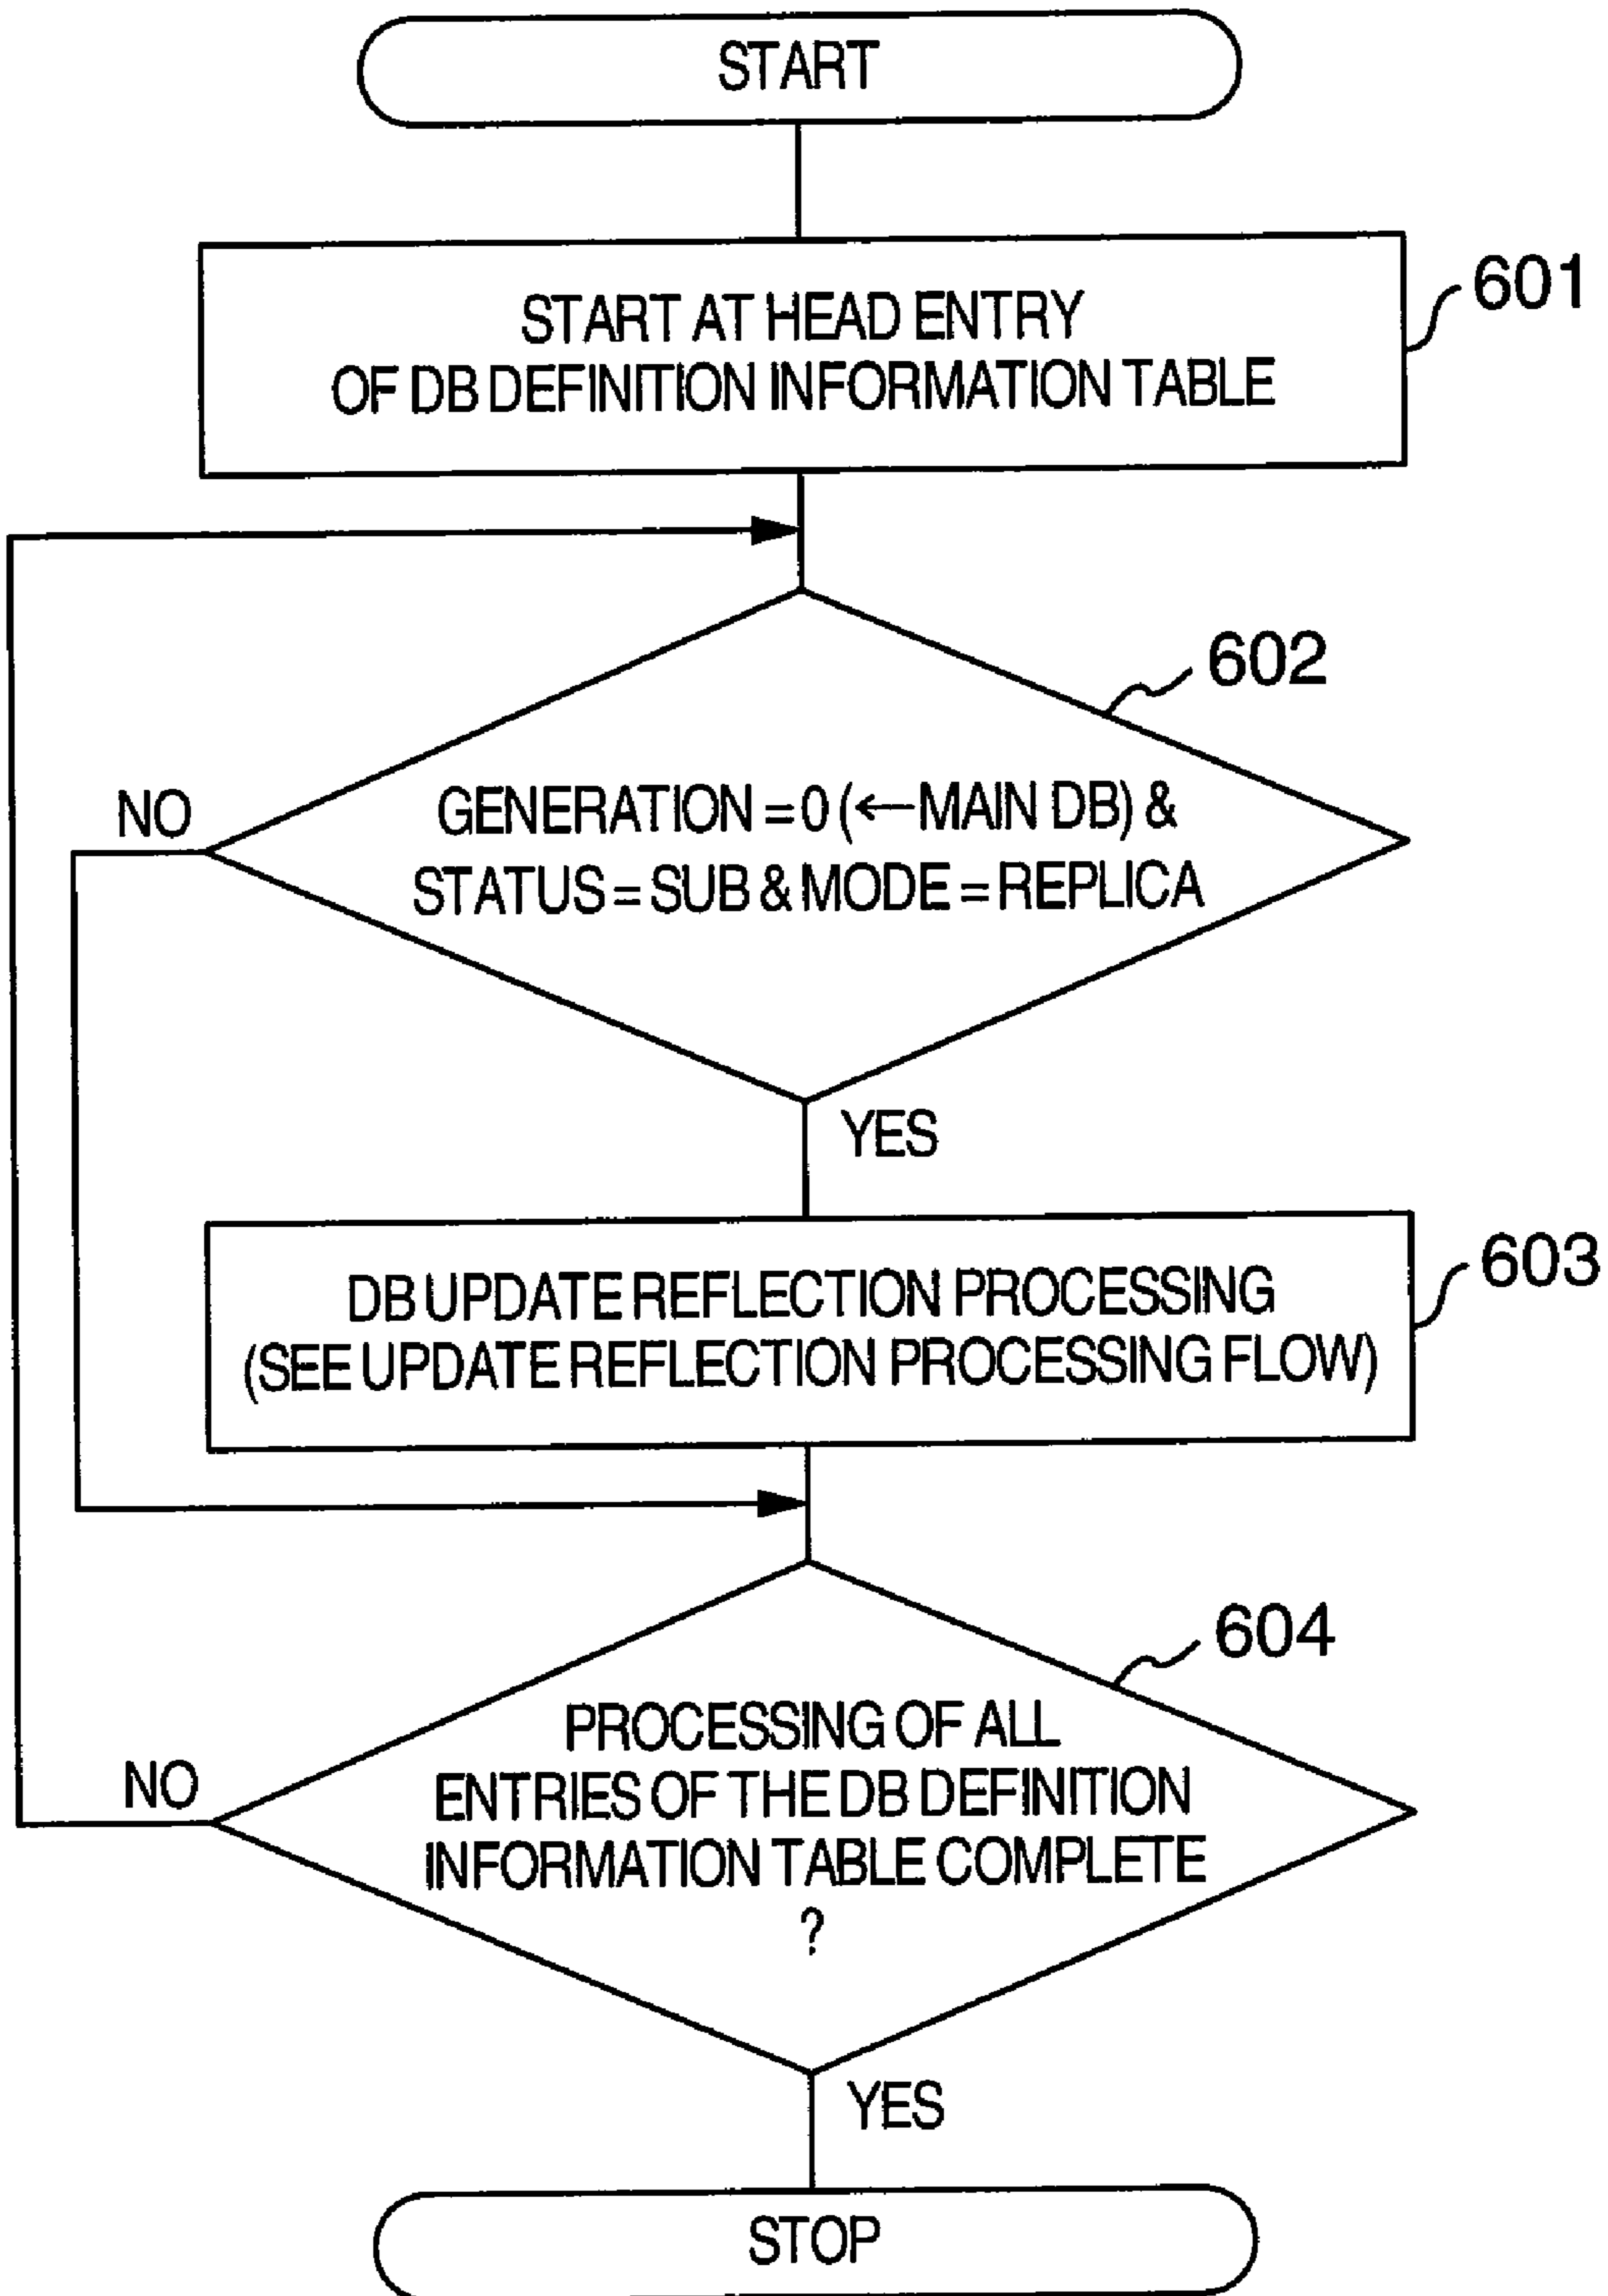 START
START AT HEAD ENTRY
OF DB DEFINITION INFORMATION TABLE
601
602
NO
GENERATION = 0 (←MAIN DB) &
STATUS = SUB & MODE = REPLICA
YES
603
DB UPDATE REFLECTION PROCESSING
(SEE UPDATE REFLECTION PROCESSING FLOW)
604
PROCESSING OF ALL
NO
ENTRIES OF THE DB DEFINITION
INFORMATION TABLE COMPLETE
?
YES
STOP